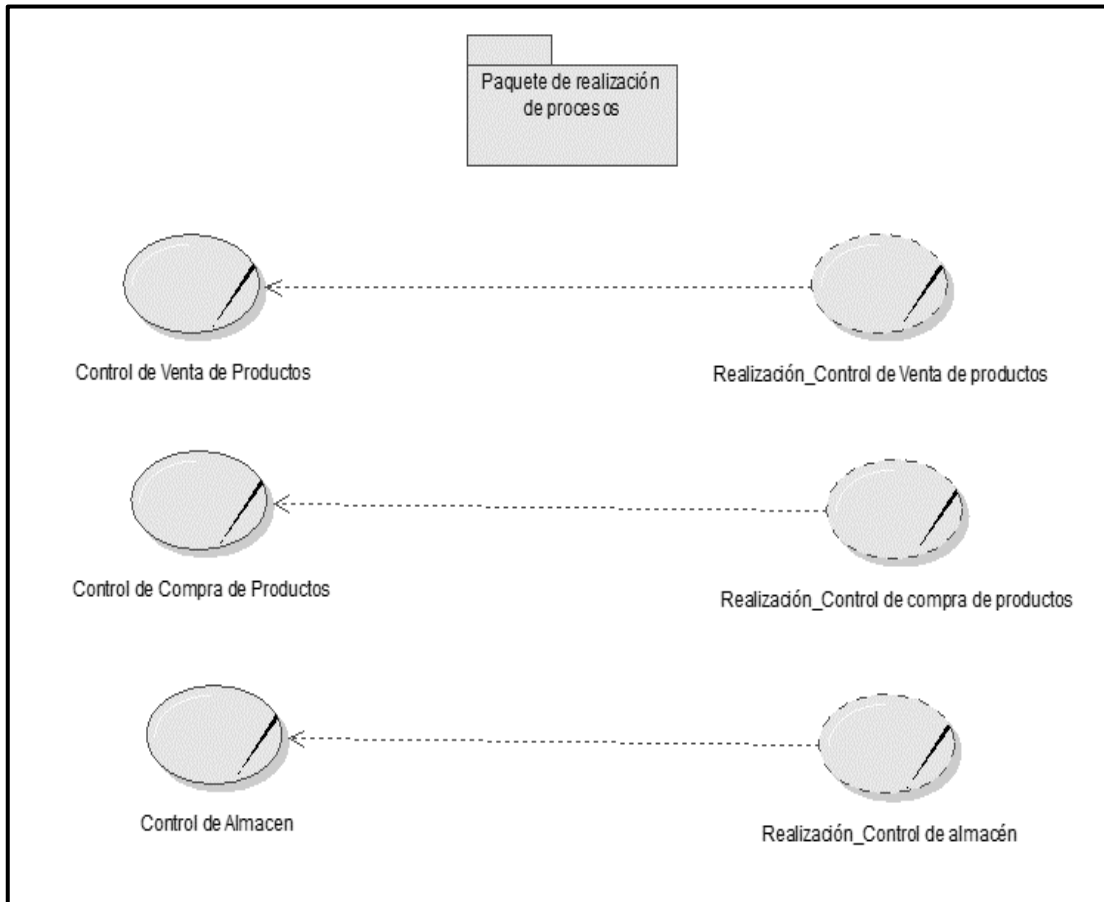 Paquete de realización
de procesos
Control de Venta de Productos
Realización_Control de Venta de productos
Control de Compra de Productos
Realización_Control de compra de productos
Control de Almacen
Realización_Control de almacén